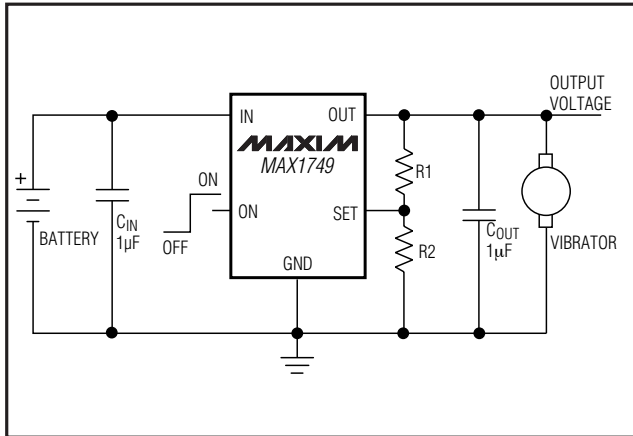 OUTPUT
VOLTAGE
IN
OUT
MAXIM
MAX1749
R1
+
ON
ON
SET
BATTERY
CIN
1µF
OFF
R2
COUT
1µF
VIBRATOR
GND